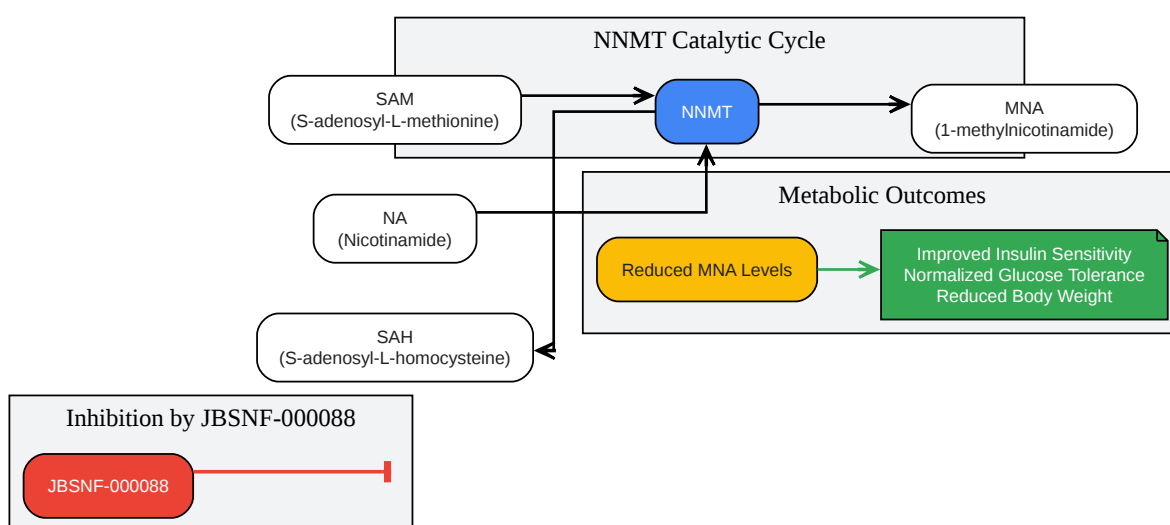 NNMT Catalytic Cycle
SAM
(S-adenosyl-L-methionine)
NNMT
MNA
(1-methylnicotinamide)
NA
(Nicotinamide)
Metabolic Outcomes
Reduced MNA Levels
Improved Insulin Sensitivity
Normalized Glucose Tolerance
Reduced Body Weight
SAH
(S-adenosyl-L-homocysteine)
Inhibition by JBSNF-000088
JBSNF-000088